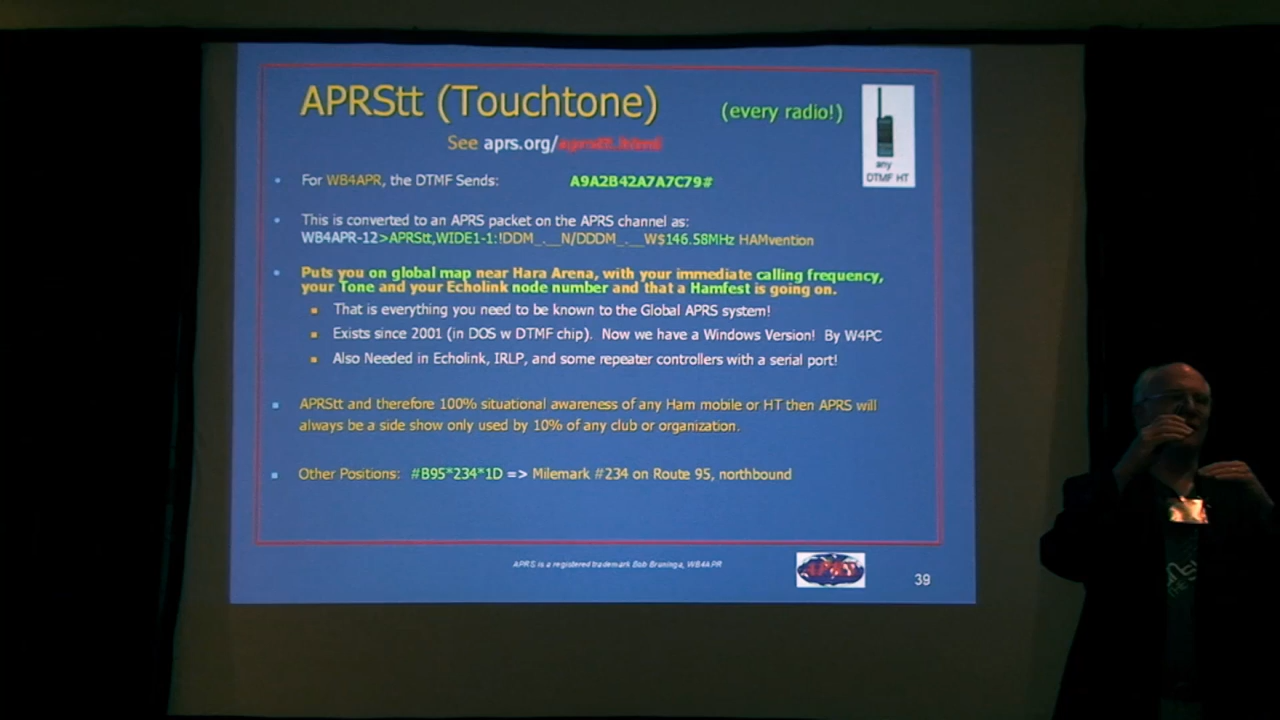 APRStt (Touchtone) (every radio!)
See aprs.org/
any
DTMF HT
For WB4APR, the DTMF Sends: A9A2B42A7A7C79#
This is converted to an APRS packet on the APRS channel as:
WB4APR-12>APRStt,WIDE1-1:!DDM_.__N/DDDM_.__W$146.58MHz HAMvention
Puts you on global map near Hara Arena, with your immediate calling frequency,
your Tone and your Echolink node number and that a Hamfest is going on.
That is everything you need to be known to the Global APRS system!
Exists since 2001 (in DOS w DTMF chip). Now we have a Windows Version! By W4PC
Also Needed in Echolink, IRLP, and some repeater controllers with a serial port!
APRStt and therefore 100% situational awareness of any Ham mobile or HT then APRS will
always be a side show only used by 10% of any club or organization.
Other Positions: #B95*234*1D => Milemark #234 on Route 95, northbound
APRS is a registered trademark Bob Bruninga, WB4APR
APRS
39